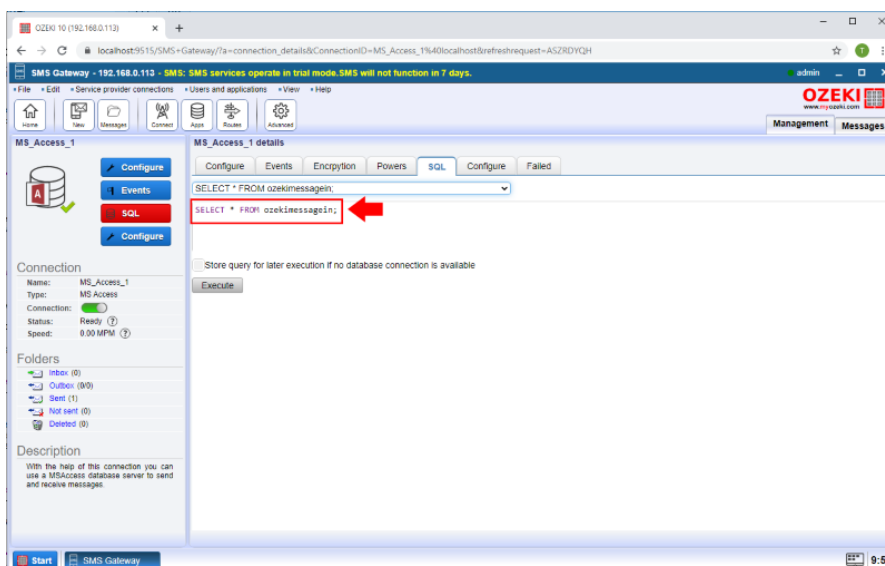 OZEKI 10 (192.168.0.113)
localhost:9515/SMS+Gateway/?a=connection_details&ConnectionID=MS_Access_1%40localhost&refreshrequest=ASZRDYQH
T
SMS Gateway - 192.168.0.113 - SMS: SMS services operate in trial mode.SMS will not function in 7 days.
admin
File Edit Service provider connections Users and applications View Help
OZEKI
www.myozeki.com
Home New Messages Connect Apps Routes Advanced
Management Messages
MS_Access_1
MS_Access_1 details
Configure Events Encrpytion Powers SQL Configure Failed
Configure
Events
SQL
Configure
A
SELECT * FROM ozekimessagein;
SELECT * FROM ozekimessagein;
Store query for later execution if no database connection is available
Execute
Connection
Name: MS_Access_1
Type: MS Access
Connection:
Status: Ready ?
Speed: 0.00 MPM ?
Folders
Inbox (0)
Outbox (0/0)
Sent (1)
Not sent (0)
Deleted (0)
Description
With the help of this connection you can
use a MSAccess database server to send
and receive messages.
Start SMS Gateway
9:5